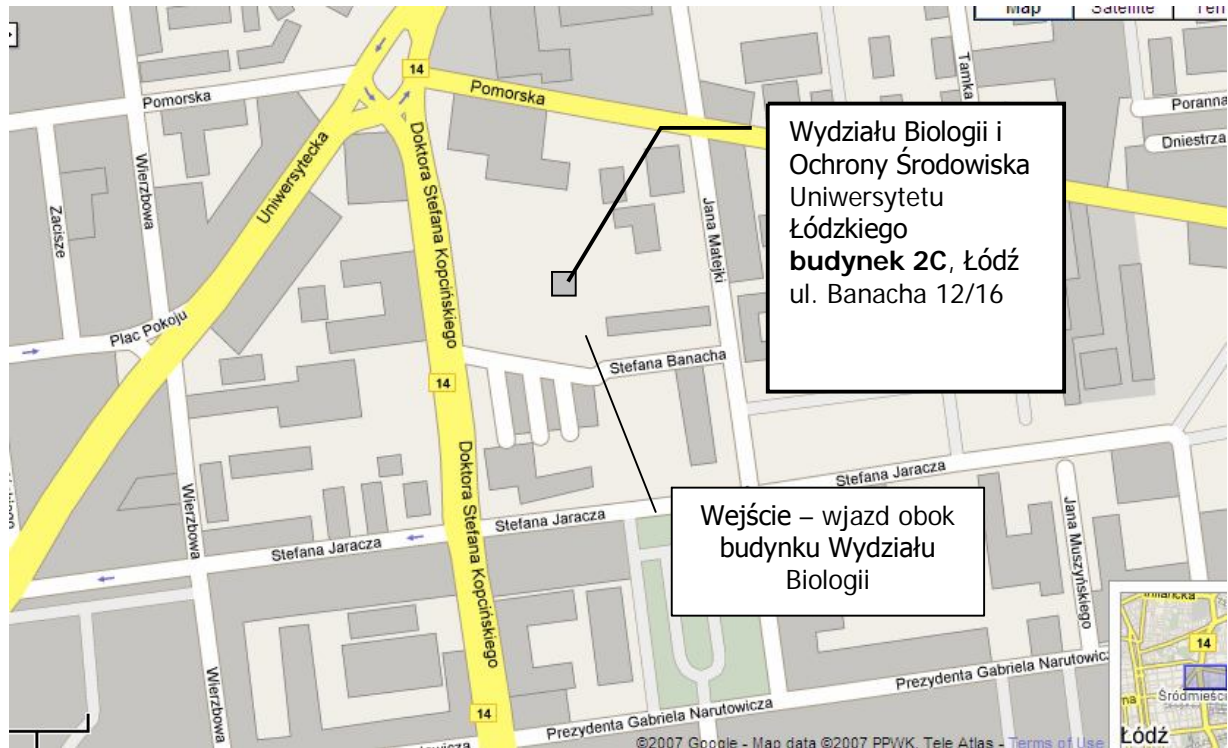 Map
Satellite
14
Pomorska
Pomorska
Tamka
Poranna
Dniestrza
Wierzbowa
Zacisze
Uniwersytecka
Doktora Stefana Kopcińskiego
Jana Matejki
Wydziału Biologii i
Ochrony Środowiska
Uniwersytetu
Łódzkiego
budynek 2C, Łódź
ul. Banacha 12/16
Plac Pokoju
Stefana Banacha
14
Doktora Stefana Kopcińskiego
Wierzbowa
Stefana Jaracza
Stefana Jaracza
Stefana Jaracza
Jana Muszyńskiego
Wejście – wjazd obok
budynku Wydziału
Biologii
Wierzbowa
14
Prezydenta Gabriela Narutowicza
Prezydenta Gabriela Narutowic
14
Śródmieści
Łódź
©2007 Google - Map data ©2007 PPWK, Tele Atlas - Terms of Use